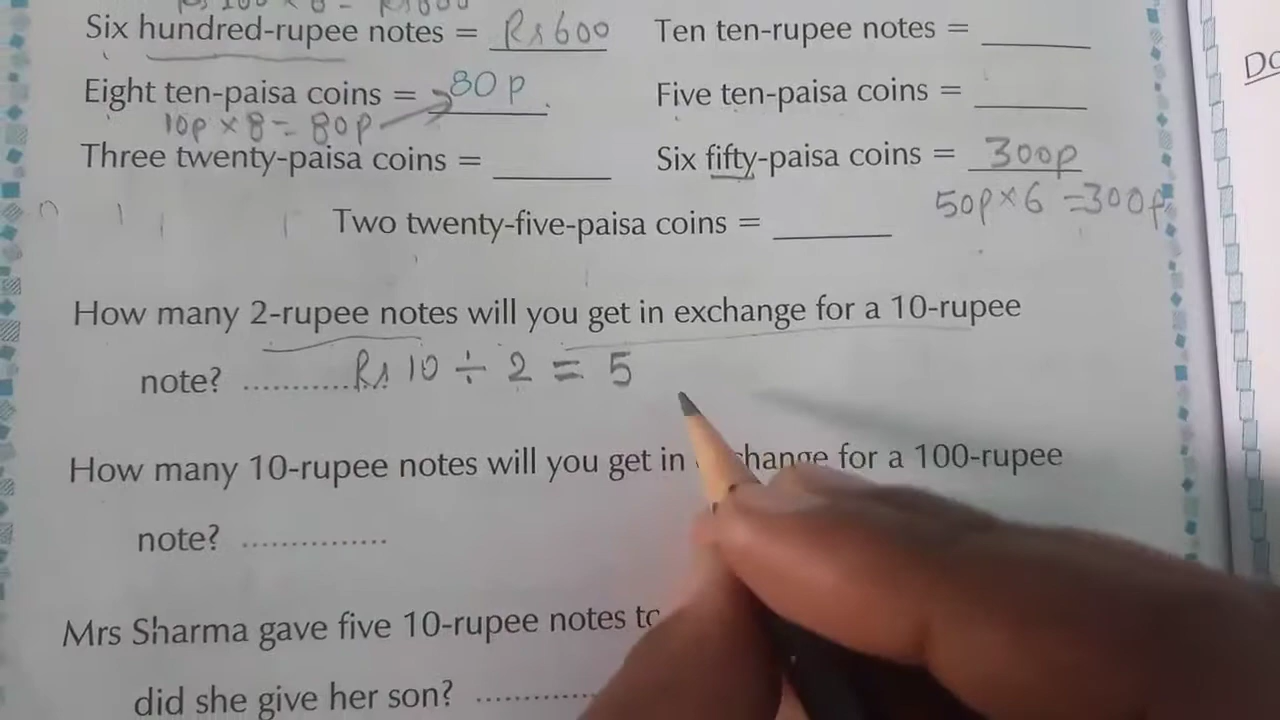 Six hundred-rupee notes = Rs 600 Ten ten-rupee notes = ______
Eight ten-paisa coins = 80 p. Five ten-paisa coins = ______
10p × 8 = 80p
Three twenty-paisa coins = ______ Six fifty-paisa coins = 300p
50p × 6 = 300p
Two twenty-five-paisa coins = ______
How many 2-rupee notes will you get in exchange for a 10-rupee
note? ...........Rs 10 ÷ 2 = 5
How many 10-rupee notes will you get in change for a 100-rupee
note? ...............
Mrs Sharma gave five 10-rupee notes to
did she give her son? ............